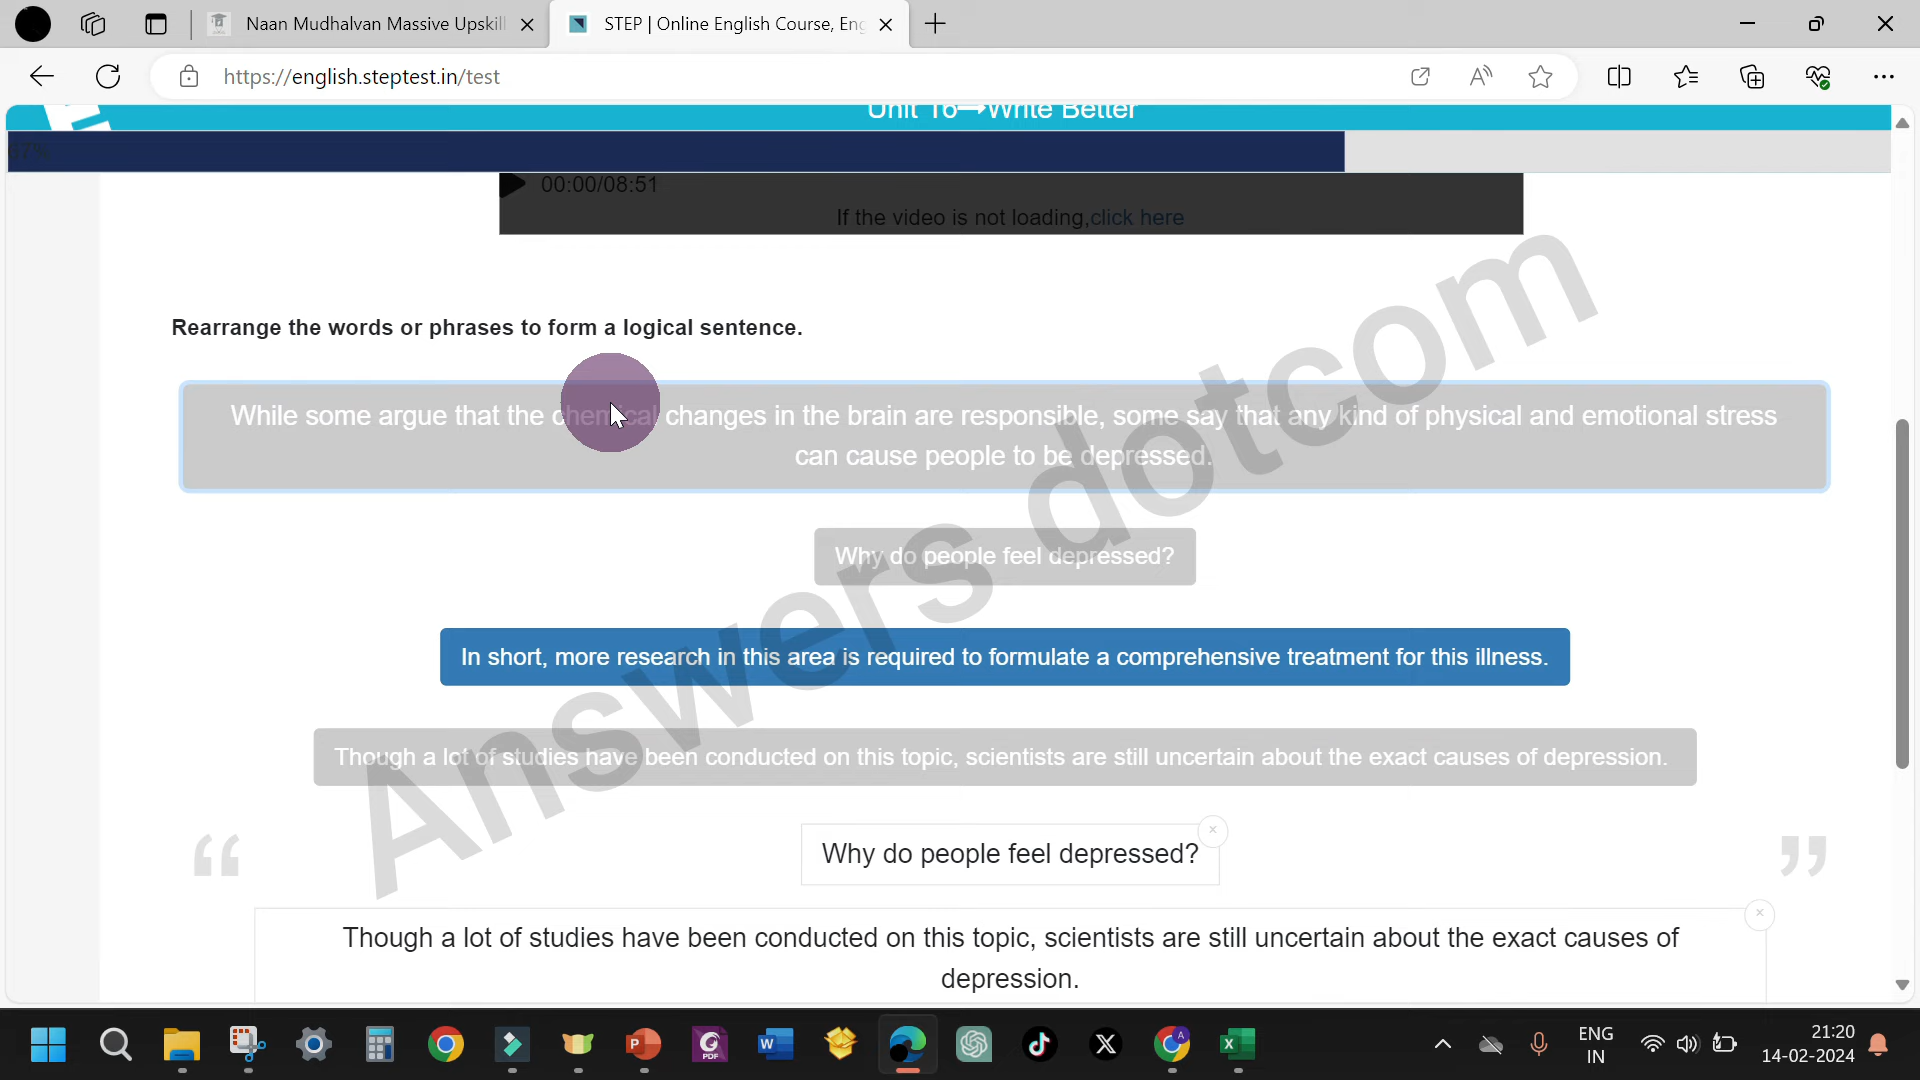 Naan Mudhalvan Massive Upskill
STEP | Online English Course, Eng
https://english.steptest.in/test
Unit 16→Write Better
67%
00:00/08:51
If the video is not loading,click here
Rearrange the words or phrases to form a logical sentence.
While some argue that the chemical changes in the brain are responsible, some say that any kind of physical and emotional stress
can cause people to be depressed.
Why do people feel depressed?
In short, more research in this area is required to formulate a comprehensive treatment for this illness.
Though a lot of studies have been conducted on this topic, scientists are still uncertain about the exact causes of depression.
Answers dotcom
“ Why do people feel depressed? ”
Though a lot of studies have been conducted on this topic, scientists are still uncertain about the exact causes of
depression.
ENG
IN
21:20
14-02-2024